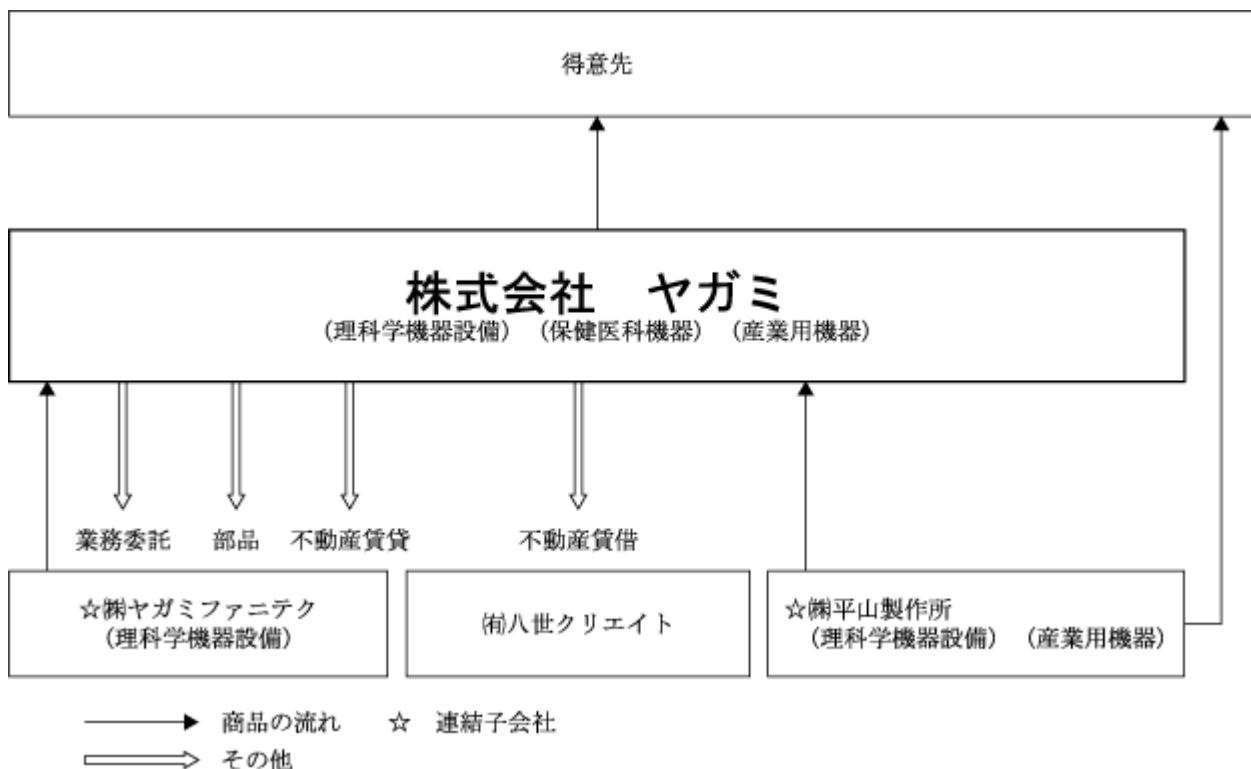 得意先
株式会社　ヤガミ
（理科学機器設備）（保健医科機器）（産業用機器）
業務委託　部品　不動産賃貸　不動産賃借
☆㈱ヤガミファニテク
（理科学機器設備）
㈲八世クリエイト
☆㈱平山製作所
（理科学機器設備）（産業用機器）
商品の流れ　☆　連結子会社
その他